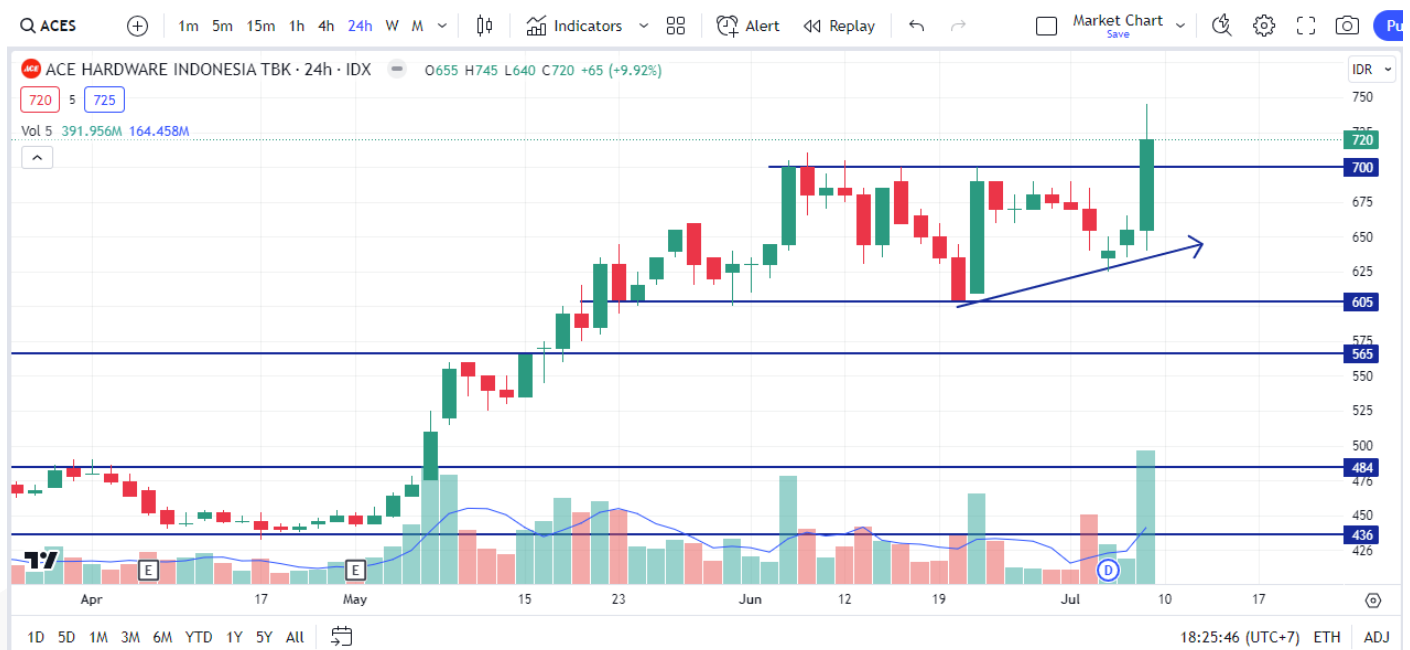 ACES 1m 5m 15m 1h 4h 24h W M Indicators Alert Replay Market Chart Save Pu
ACE ACE HARDWARE INDONESIA TBK · 24h · IDX O655 H745 L640 C720 +65 (+9.92%) IDR
720 5 725
Vol 5 391.956M 164.458M
750
725
720
700
675
650
625
605
575
565
550
525
500
484
476
450
436
426
E E D
Apr 17 May 15 23 Jun 12 19 Jul 10 17
1D 5D 1M 3M 6M YTD 1Y 5Y All 18:25:46 (UTC+7) ETH ADJ